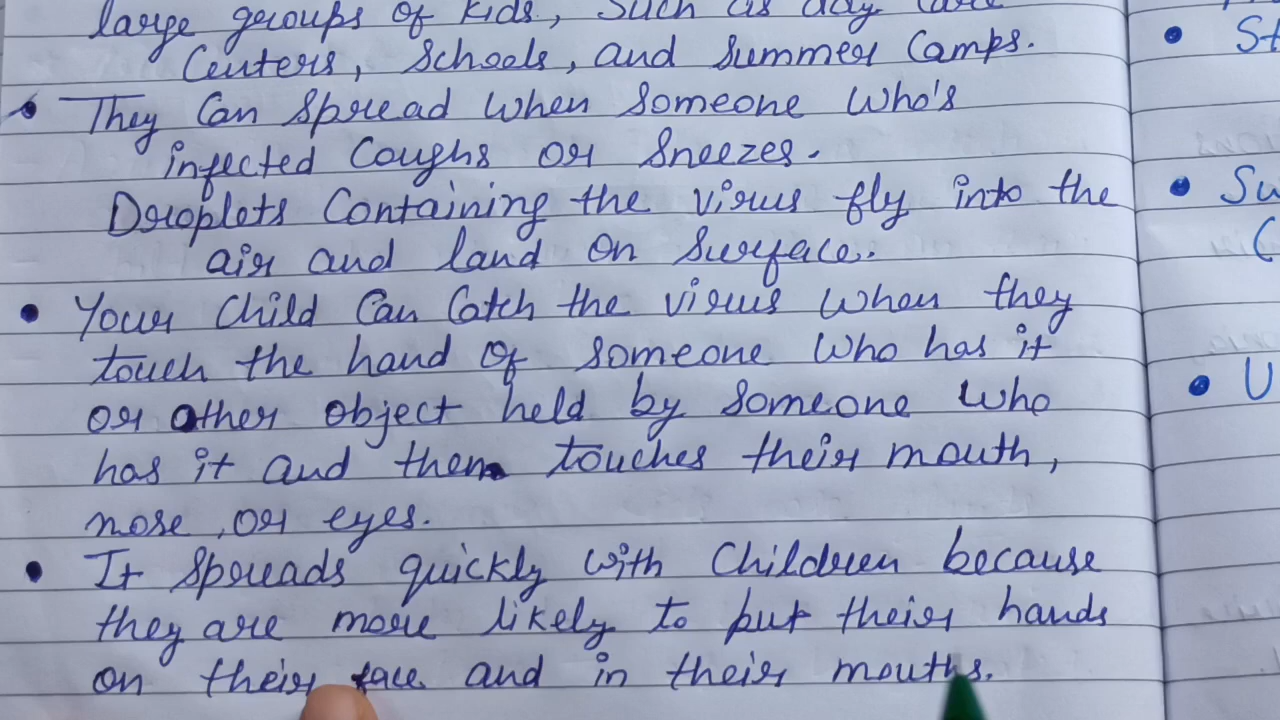 large groups of kids, such as day care
Centers, Schools, and Summer Camps.
• They Can Spread When Someone Who's
infected Coughs or Sneezes.
Droplets Containing the virus fly into the
air and land on Surface.
• Your Child Can Catch the virus when they
touch the hand of Someone Who has it
or other object held by Someone Who
has it and then touches their mouth,
nose, or eyes.
• It Spreads quickly with Children because
they are more likely to put their hands
on their face and in their mouths.
• St
• Su
C
• U